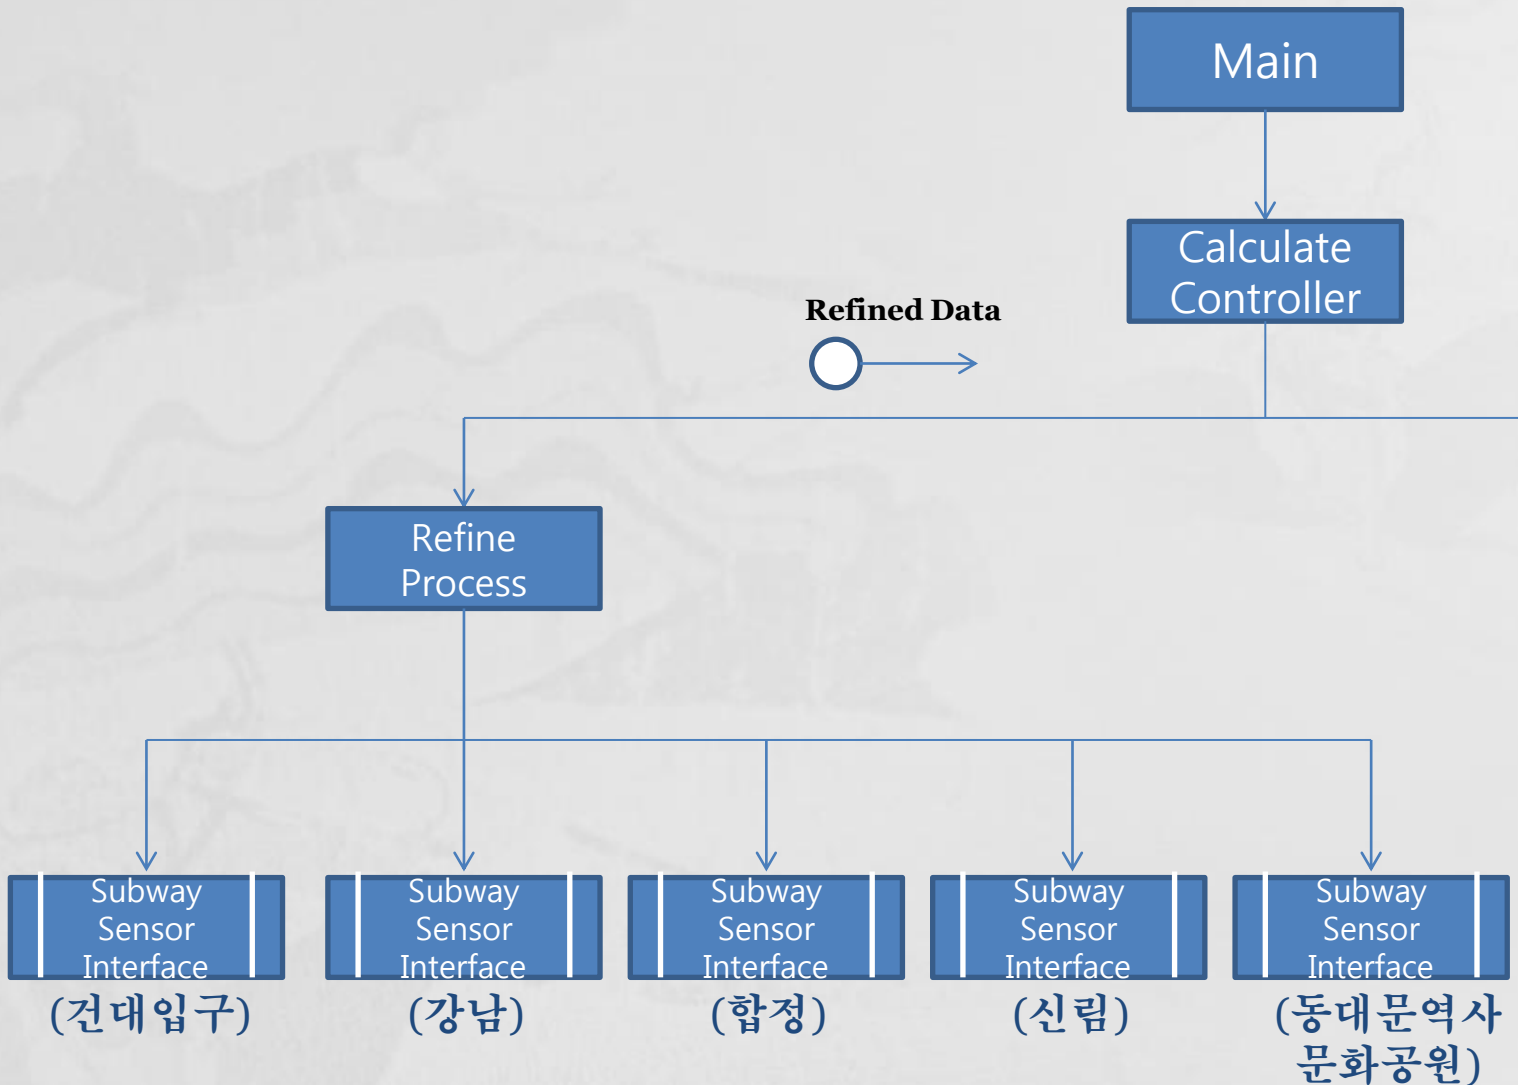 Main
Calculate
Controller
Refined Data
Refine
Process
Subway
Sensor
Interface
(건대입구)
Subway
Sensor
Interface
(강남)
Subway
Sensor
Interface
(합정)
Subway
Sensor
Interface
(신림)
Subway
Sensor
Interface
(동대문역사
문화공원)